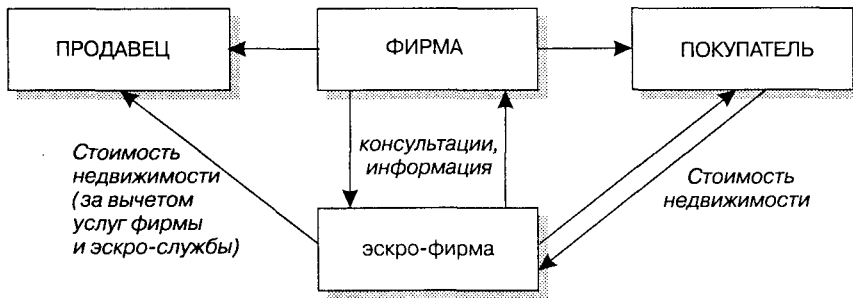 ПРОДАВЕЦ
ФИРМА
ПОКУПАТЕЛЬ
Стоимость
недвижимости
(за вычетом
услуг фирмы
и эскро-службы)
консультации,
информация
Стоимость
недвижимости
эскро-фирма